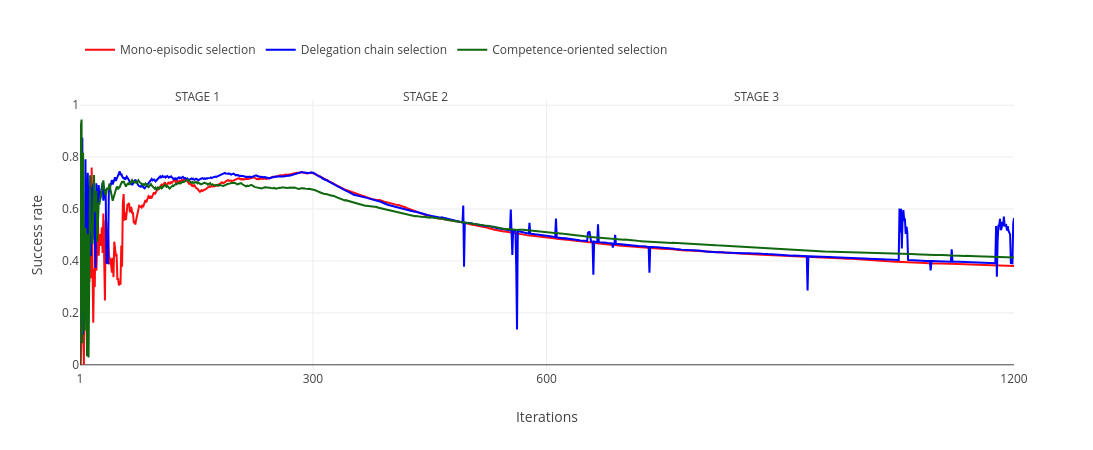 Mono-episodic selection Delegation chain selection Competence-oriented selection
STAGE 1 STAGE 2 STAGE 3
1
0.8
0.6
0.4
0.2
0
Success rate
1 300 600 1200
Iterations